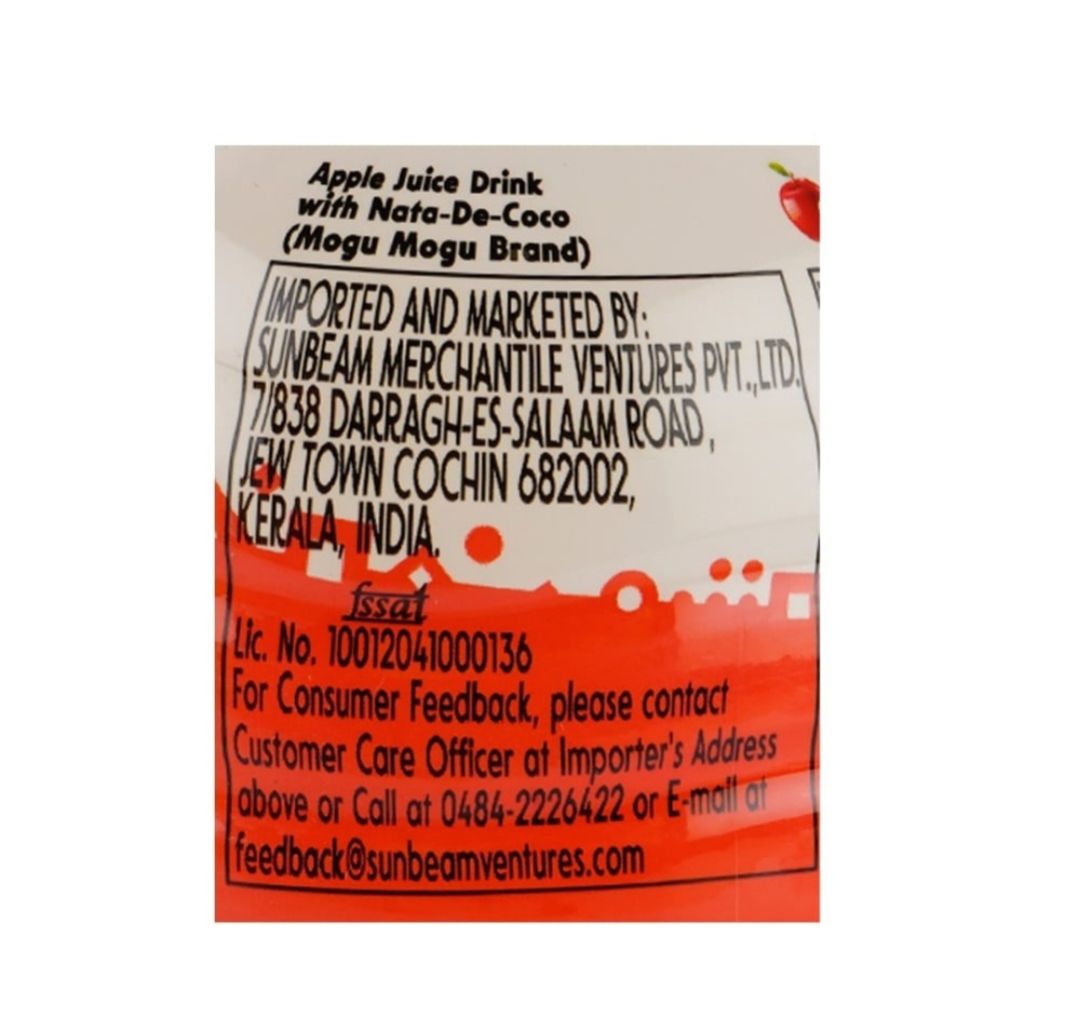 Apple Juice Drink
with Nata-De-Coco
(Mogu Mogu Brand)
IMPORTED AND MARKETED BY:
SUNBEAM MERCHANTILE VENTURES PVT.,LTD.
7/838 DARRAGH-ES-SALAAM ROAD,
JEW TOWN COCHIN 682002,
KERALA, INDIA.
fssai
Lic. No. 10012041000136
For Consumer Feedback, please contact
Customer Care Officer at Importer's Address
above or Call at 0484-2226422 or E-mail at
feedback@sunbeamventures.com